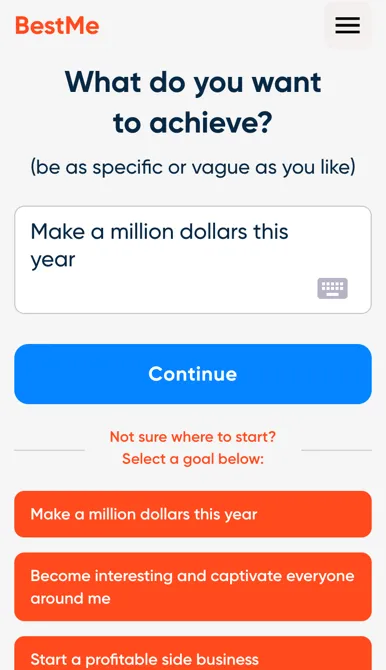 BestMe
What do you want
to achieve?
(be as specific or vague as you like)
Make a million dollars this
year
Continue
Not sure where to start?
Select a goal below:
Make a million dollars this year
Become interesting and captivate everyone
around me
Start a profitable side business